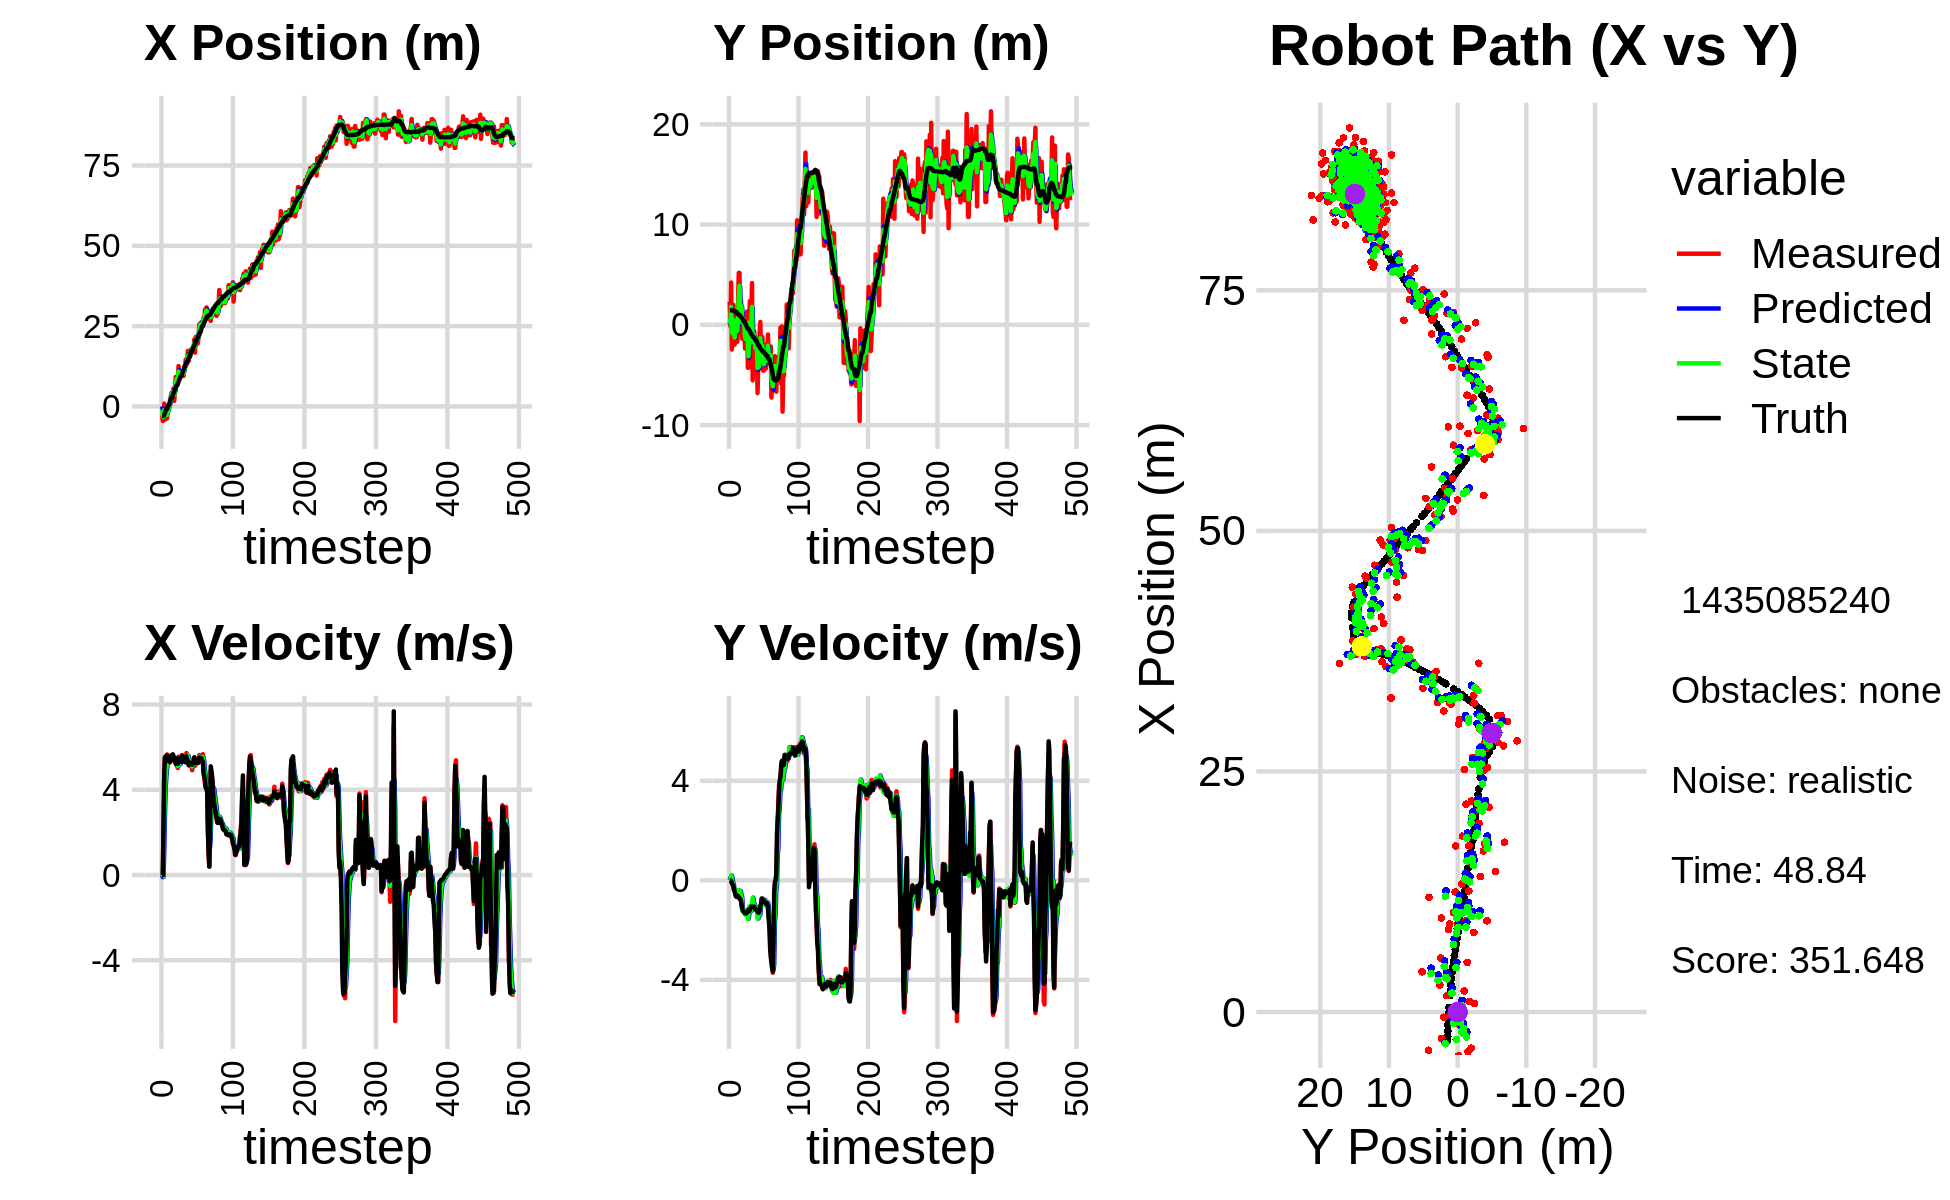 X Position (m)
75
50
25
0
0
100
200
300
400
500
timestep
Y Position (m)
20
10
0
-10
0
100
200
300
400
500
timestep
X Velocity (m/s)
8
4
0
-4
0
100
200
300
400
500
timestep
Y Velocity (m/s)
4
0
-4
0
100
200
300
400
500
timestep
Robot Path (X vs Y)
X Position (m)
75
50
25
0
20 10 0 -10 -20
Y Position (m)
variable
Measured
Predicted
State
Truth
1435085240
Obstacles: none
Noise: realistic
Time: 48.84
Score: 351.648